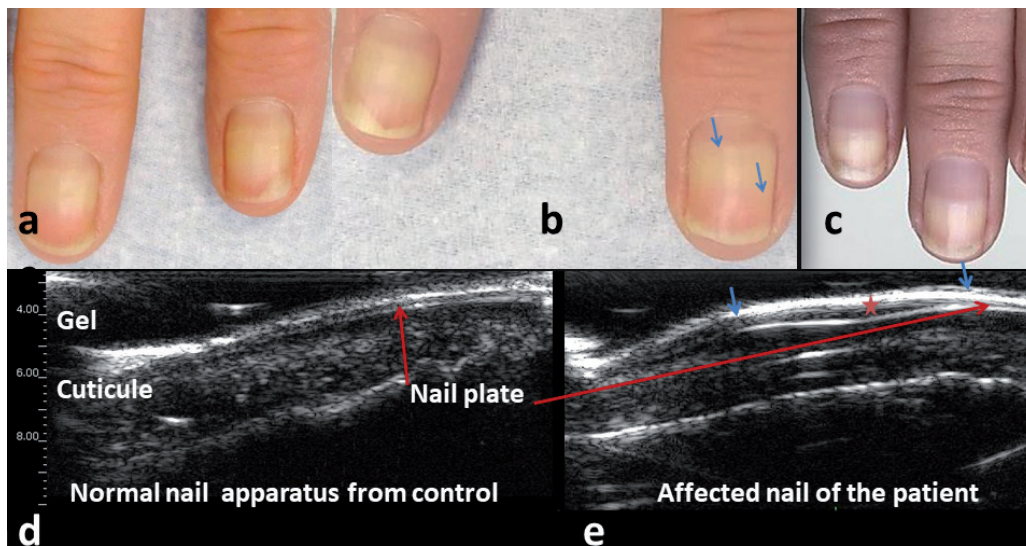 a
b
c
4.00
Gel
6.00
Cuticule
Nail plate
8.00
Normal nail apparatus from control
Affected nail of the patient
d
e